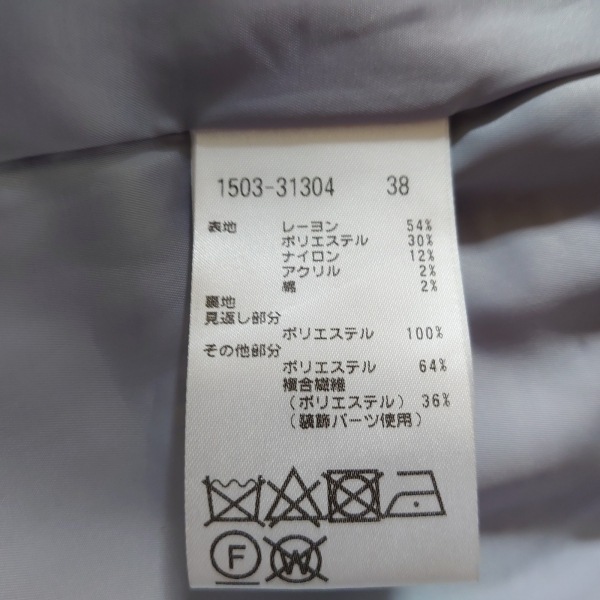 1503-31304 38
表地 レーヨン 54%
ポリエステル 30%
ナイロン 12%
アクリル 2%
綿 2%
裏地
見返し部分
ポリエステル 100%
その他部分
ポリエステル 64%
複合繊維
(ポリエステル) 36%
(装飾パーツ使用)
F W